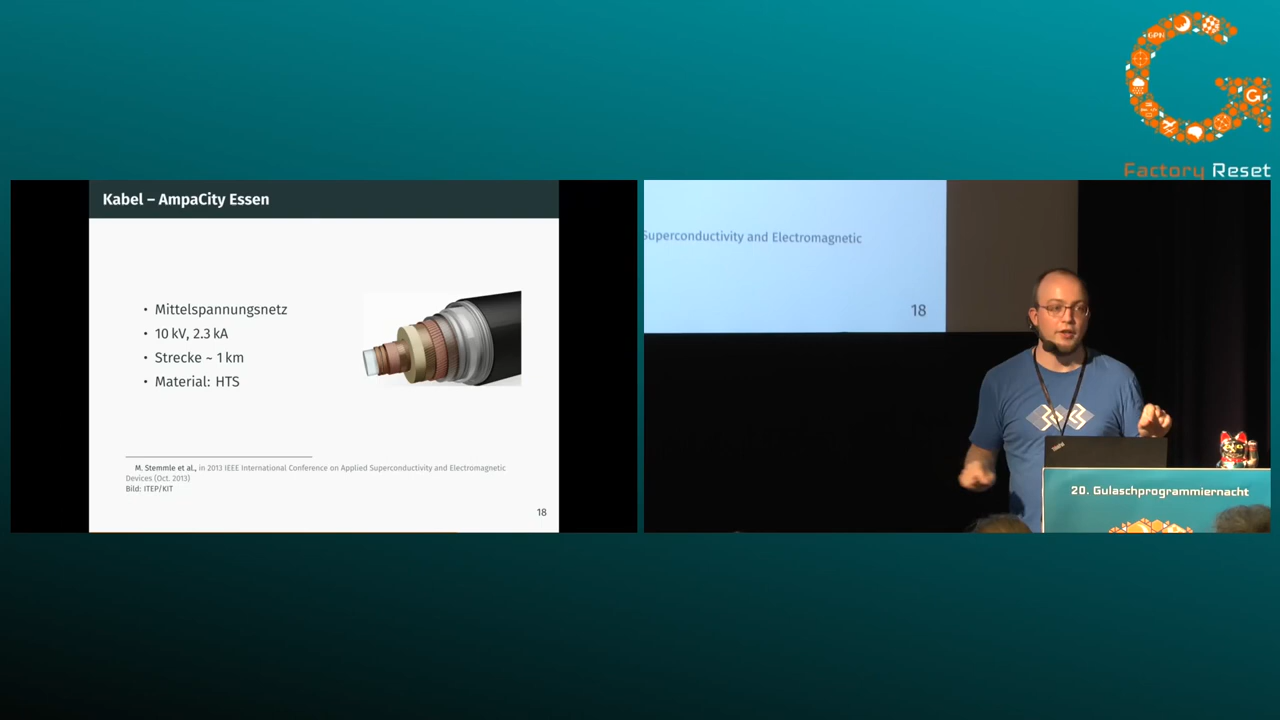 Factory Reset
Kabel – AmpaCity Essen
• Mittelspannungsnetz
• 10 kV, 2.3 kA
• Strecke ~ 1 km
• Material: HTS
M. Stemmle et al., in 2013 IEEE International Conference on Applied Superconductivity and Electromagnetic
Devices (Oct. 2013)
Bild: ITEP/KIT
18
Superconductivity and Electromagnetic
18
20. Gulaschprogrammiernacht